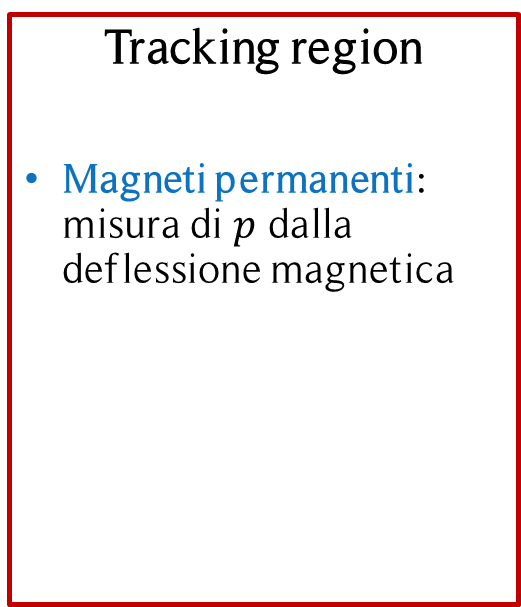 Tracking region
• Magneti permanenti:
misura di p dalla
deflessione magnetica